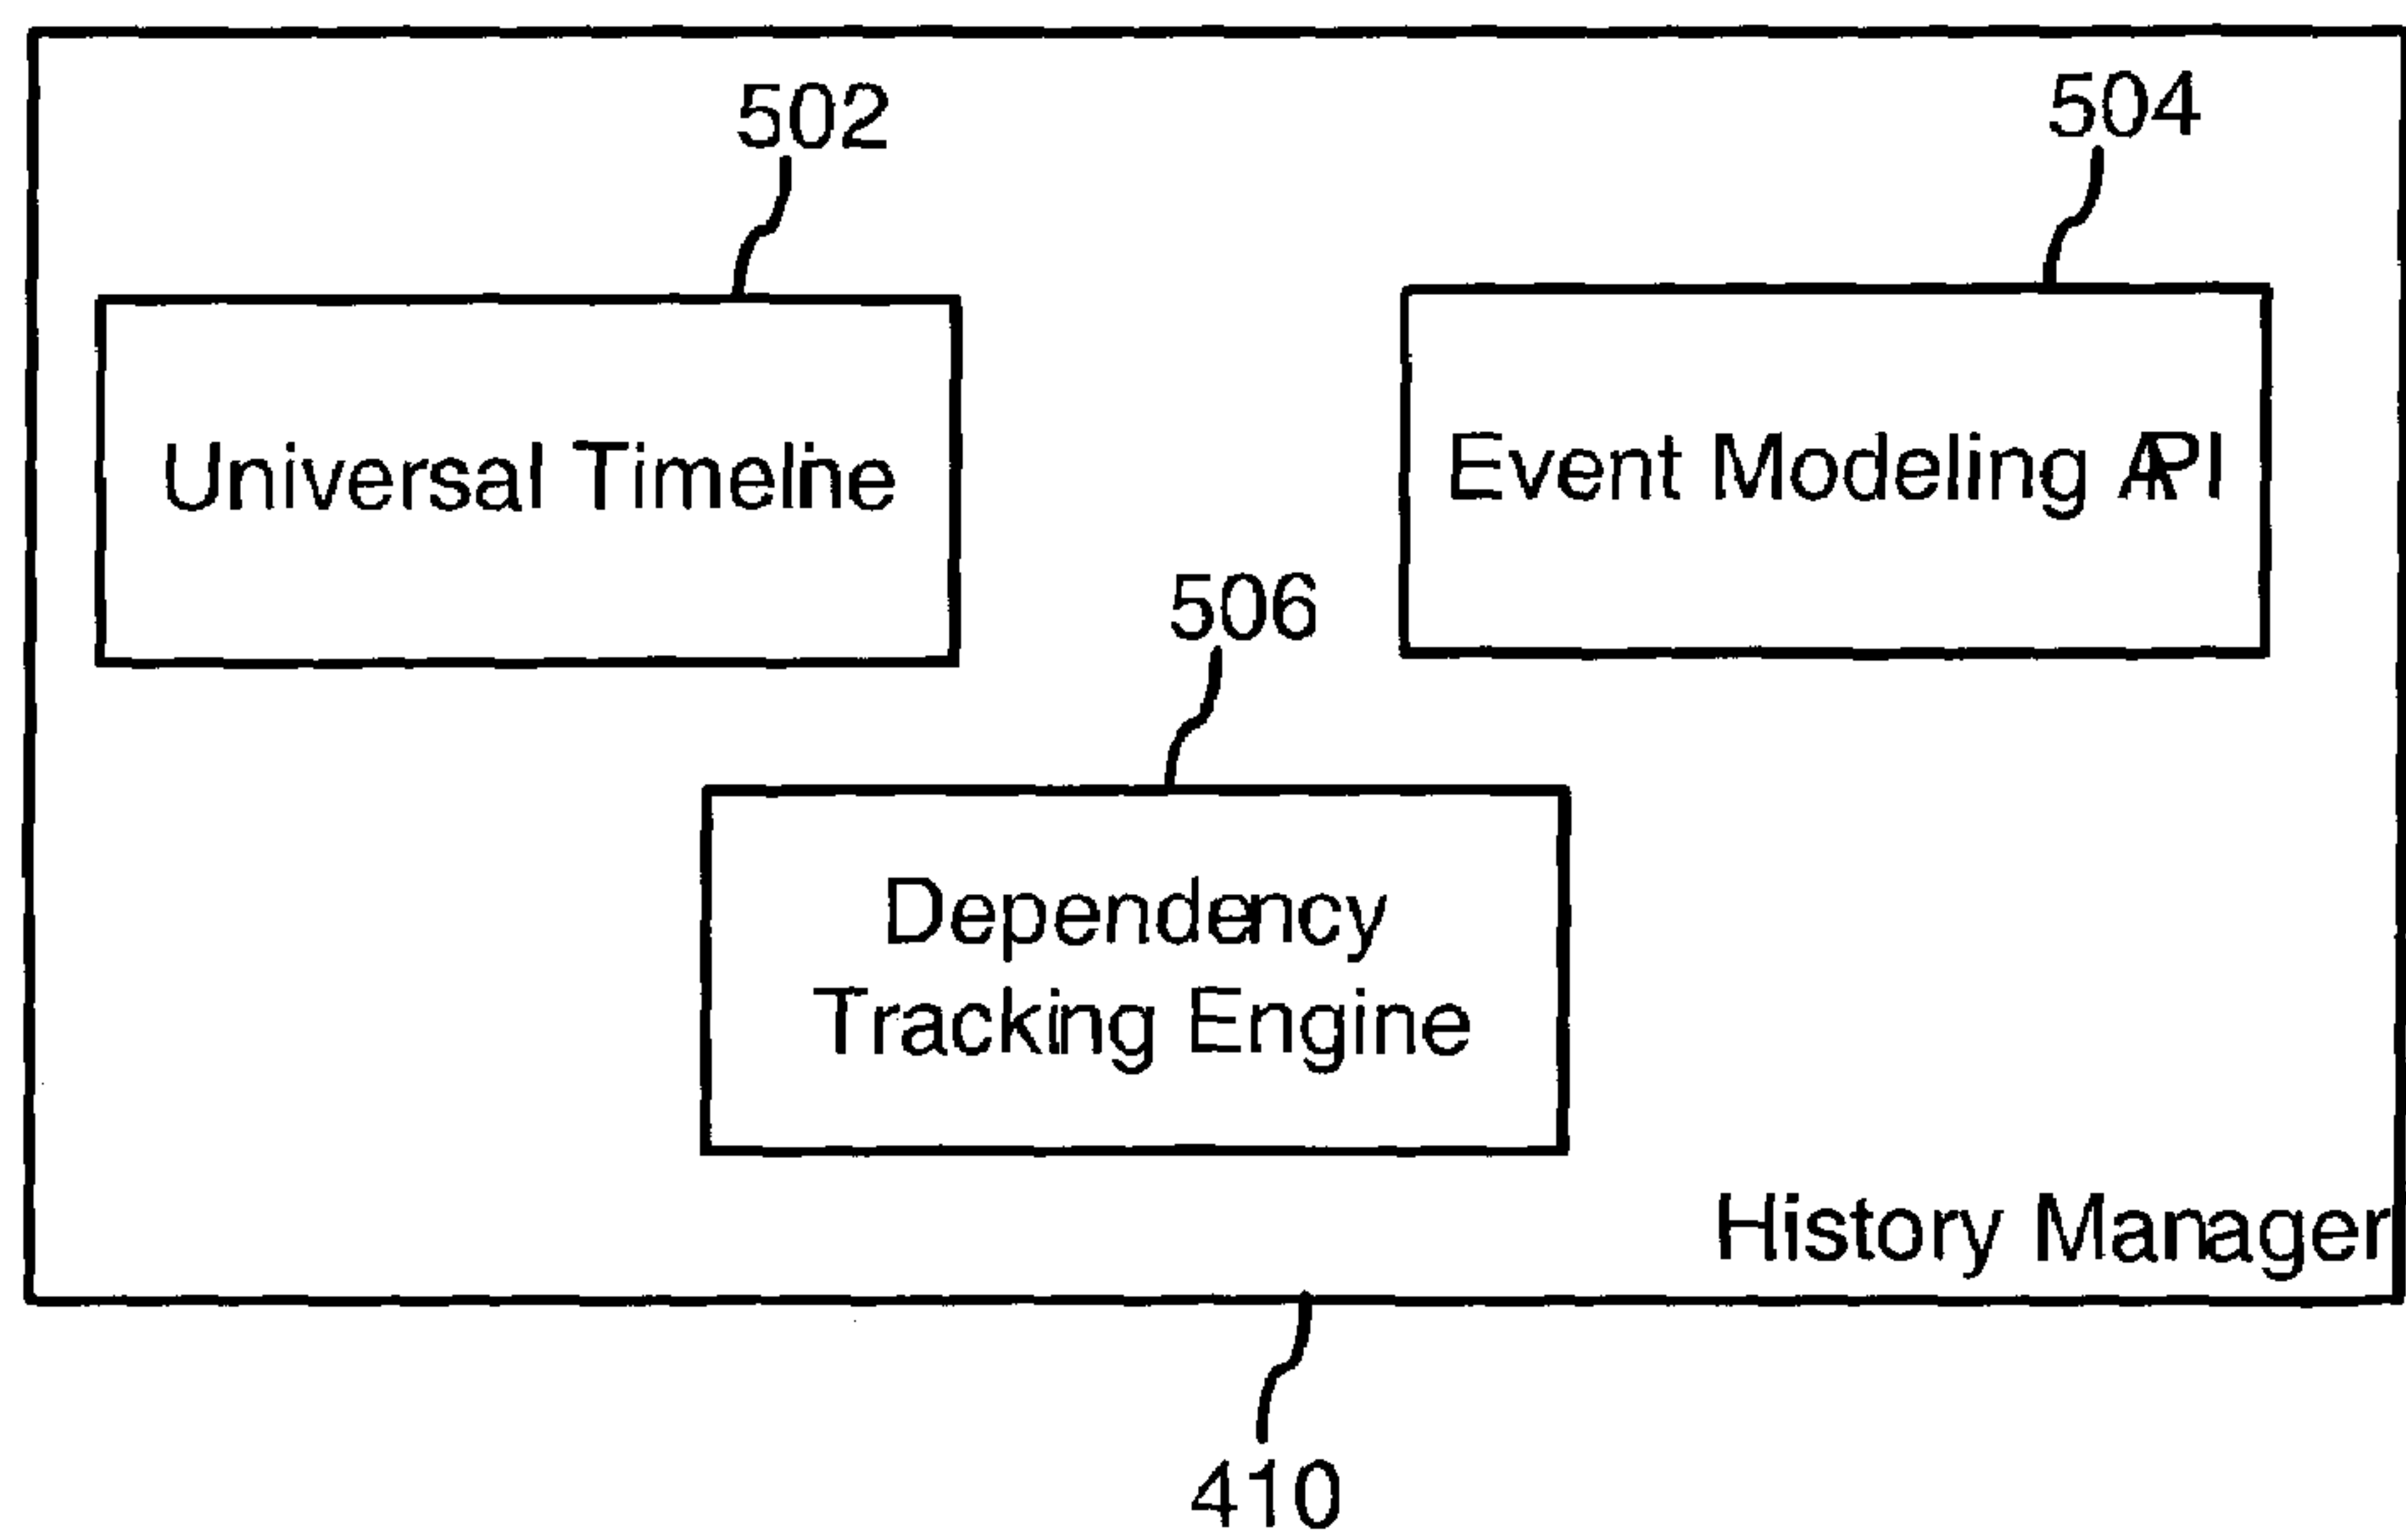 502
504
Universal Timeline
Event Modeling API
506
Dependency
Tracking Engine
History Manager
410